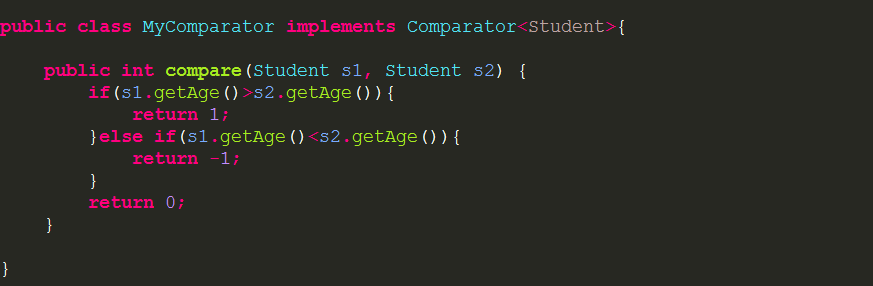 public class MyComparator implements Comparator<Student>{
public int compare(Student s1, Student s2) {
if(s1.getAge()>s2.getAge()){
return 1;
}else if(s1.getAge()<s2.getAge()){
return -1;
}
return 0;
}
}